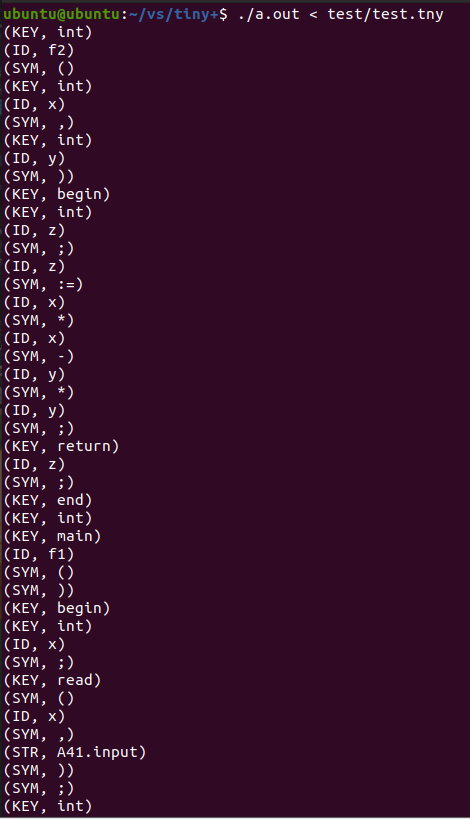 ubuntu@ubuntu:~/vs/tiny+$ ./a.out < test/test.tny
(KEY, int)
(ID, f2)
(SYM, ()
(KEY, int)
(ID, x)
(SYM, ,)
(KEY, int)
(ID, y)
(SYM, ))
(KEY, begin)
(KEY, int)
(ID, z)
(SYM, ;)
(ID, z)
(SYM, :=)
(ID, x)
(SYM, *)
(ID, x)
(SYM, -)
(ID, y)
(SYM, *)
(ID, y)
(SYM, ;)
(KEY, return)
(ID, z)
(SYM, ;)
(KEY, end)
(KEY, int)
(KEY, main)
(ID, f1)
(SYM, ()
(SYM, ))
(KEY, begin)
(KEY, int)
(ID, x)
(SYM, ;)
(KEY, read)
(SYM, ()
(ID, x)
(SYM, ,)
(STR, A41.input)
(SYM, ))
(SYM, ;)
(KEY, int)